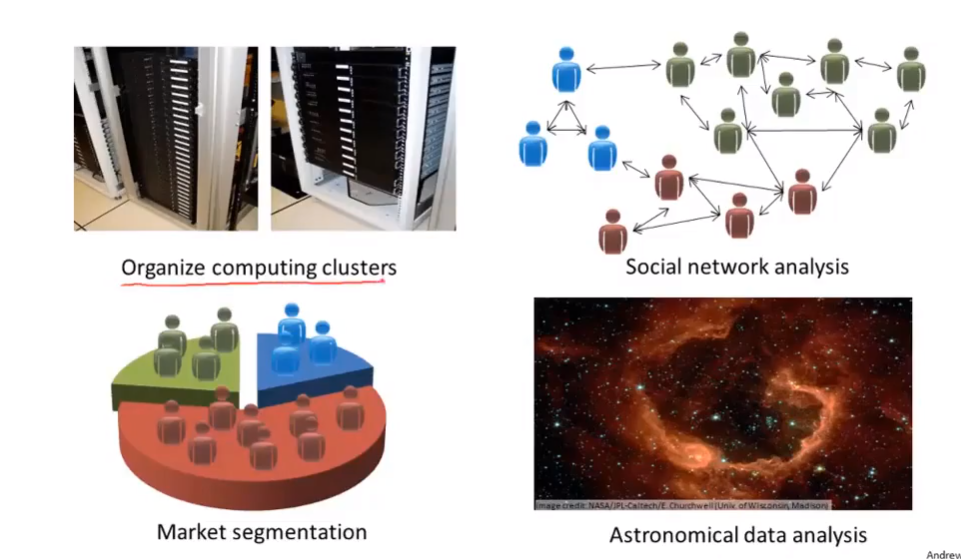 Organize computing clusters
Social network analysis
Image credit: NASA/JPL-Caltech/E. Churchwell (Univ. of Wisconsin, Madison)
Market segmentation
Astronomical data analysis
Andrew